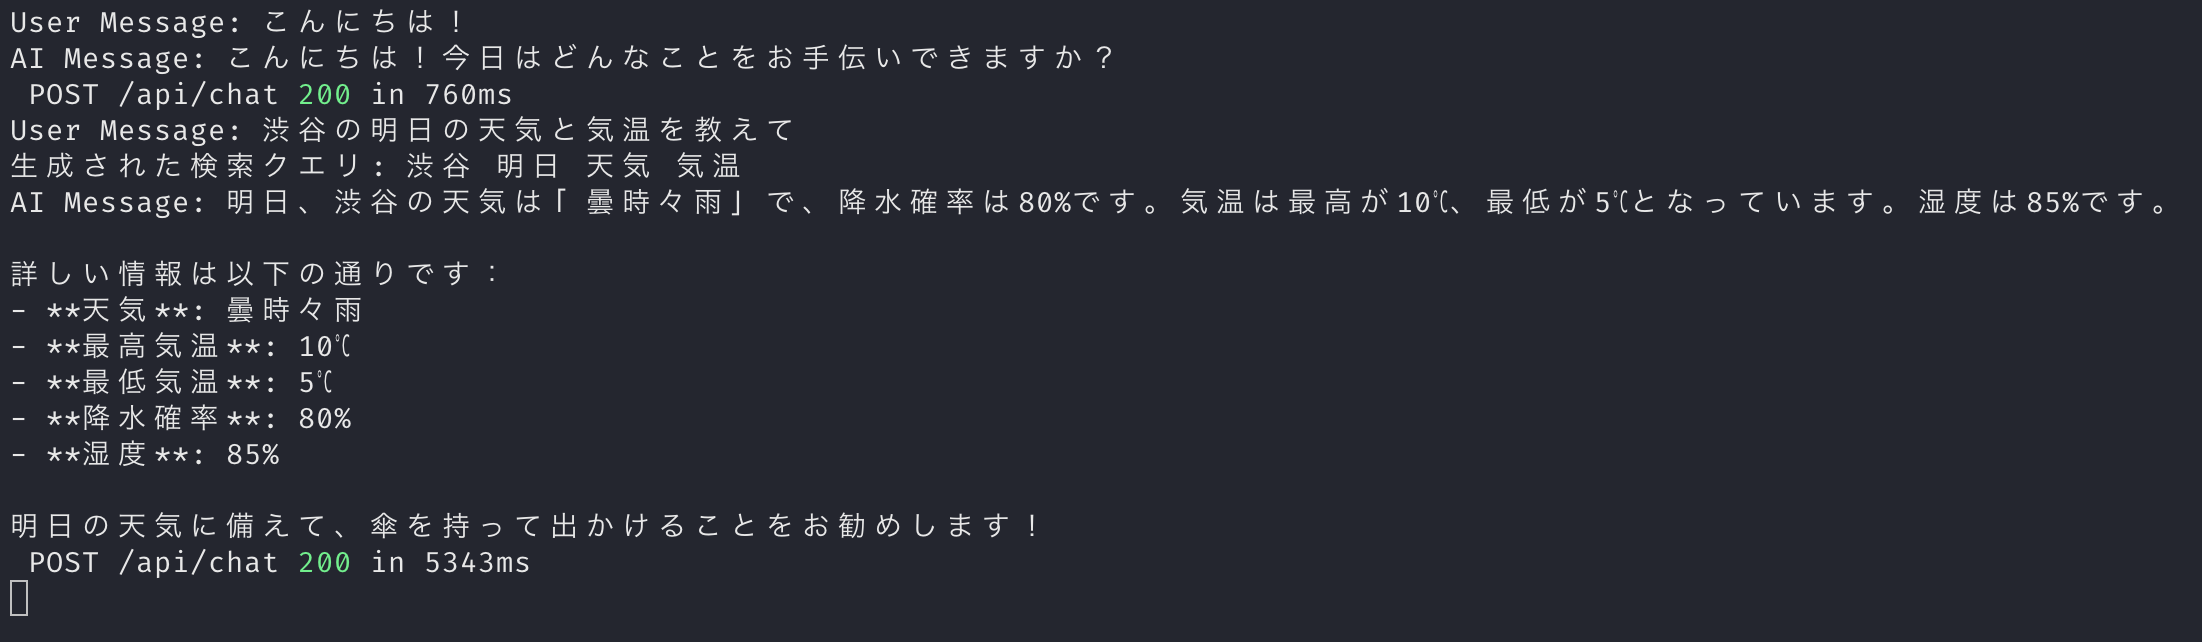 User Message: こんにちは！
AI Message: こんにちは！今日はどんなことをお手伝いできますか？
POST /api/chat 200 in 760ms
User Message: 渋谷の明日の天気と気温を教えて
生成された検索クエリ: 渋谷 明日 天気 気温
AI Message: 明日、渋谷の天気は「曇時々雨」で、降水確率は80%です。気温は最高が10℃、最低が5℃となっています。湿度は85%です。
詳しい情報は以下の通りです：
- **天気**: 曇時々雨
- **最高気温**: 10℃
- **最低気温**: 5℃
- **降水確率**: 80%
- **湿度**: 85%
明日の天気に備えて、傘を持って出かけることをお勧めします！
POST /api/chat 200 in 5343ms